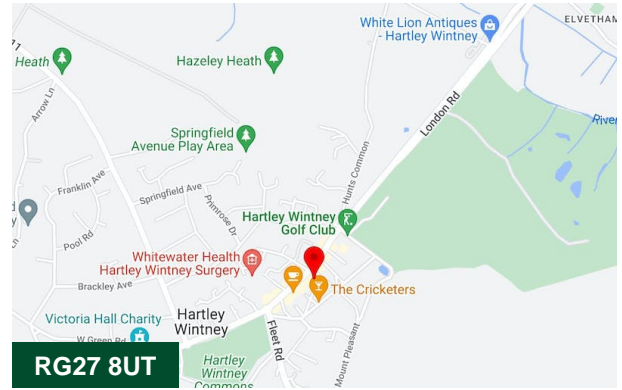 White Lion Antiques
- Hartley Wintney
ELVETHAM
11
Heath
Hazeley Heath
Arrow Ln
London Rd
River
Springfield
Avenue Play Area
Hunts Common
Franklin Ave
Springfield Ave
Primrose Dr
Hartley Wintney
Golf Club
Pool Rd
Whitewater Health
Hartley Wintney Surgery
Brackley Ave
The Cricketers
Victoria Hall Charity
Hartley
Wintney
W Green Rd
Fleet Rd
Mount Pleasant
Hartley
Wintney
Commons
RG27 8UT